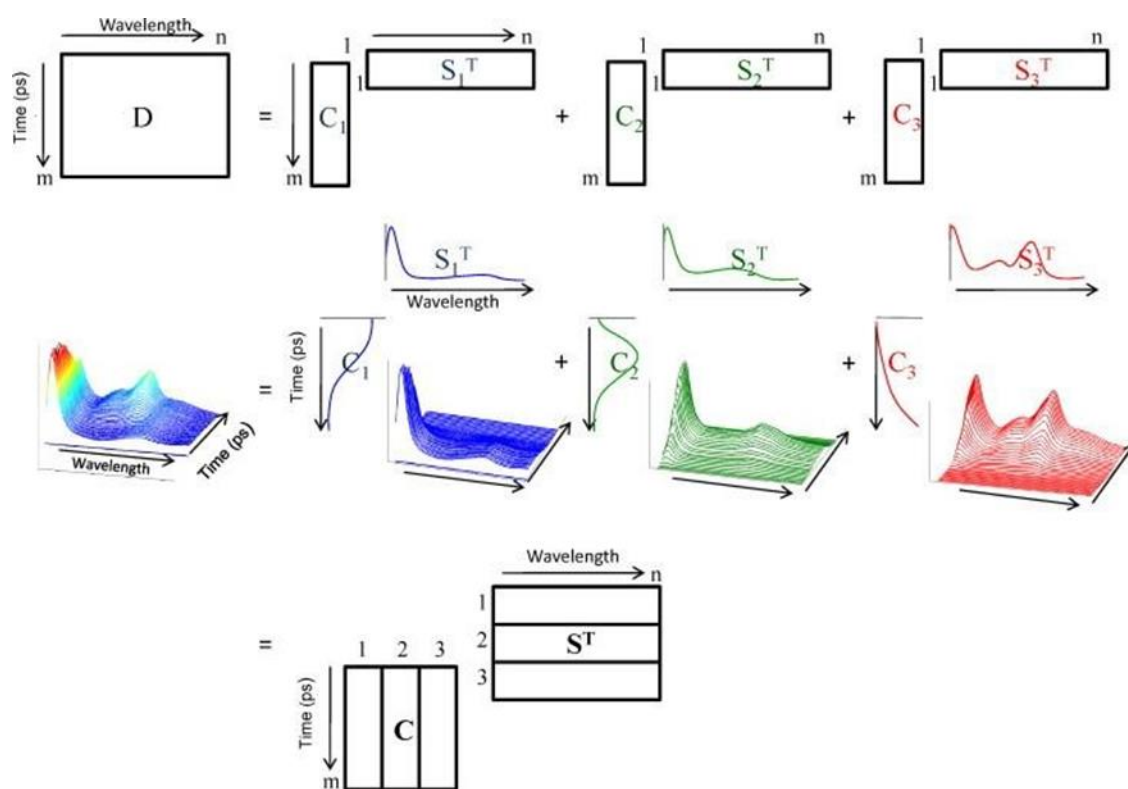 Wavelength
n
Time (ps)
m
D
=
1
m
C₁
n
1
S₁ᵀ
+
1
m
C₂
n
1
S₂ᵀ
+
1
m
C₃
n
1
S₃ᵀ
S₁ᵀ
Wavelength
S₂ᵀ
S₃ᵀ
Wavelength
Time (ps)
=
Time (ps)
C₁
+
C₂
+
C₃
=
Wavelength
n
1
2
3
Sᵀ
1 2 3
Time (ps)
m
C